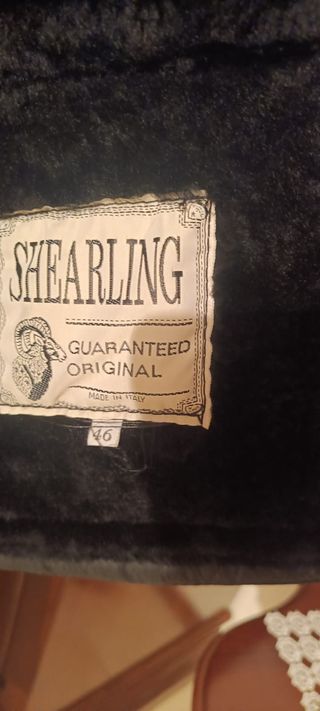 SHEARLING
GUARANTEED
ORIGINAL
MADE IN ITALY
46